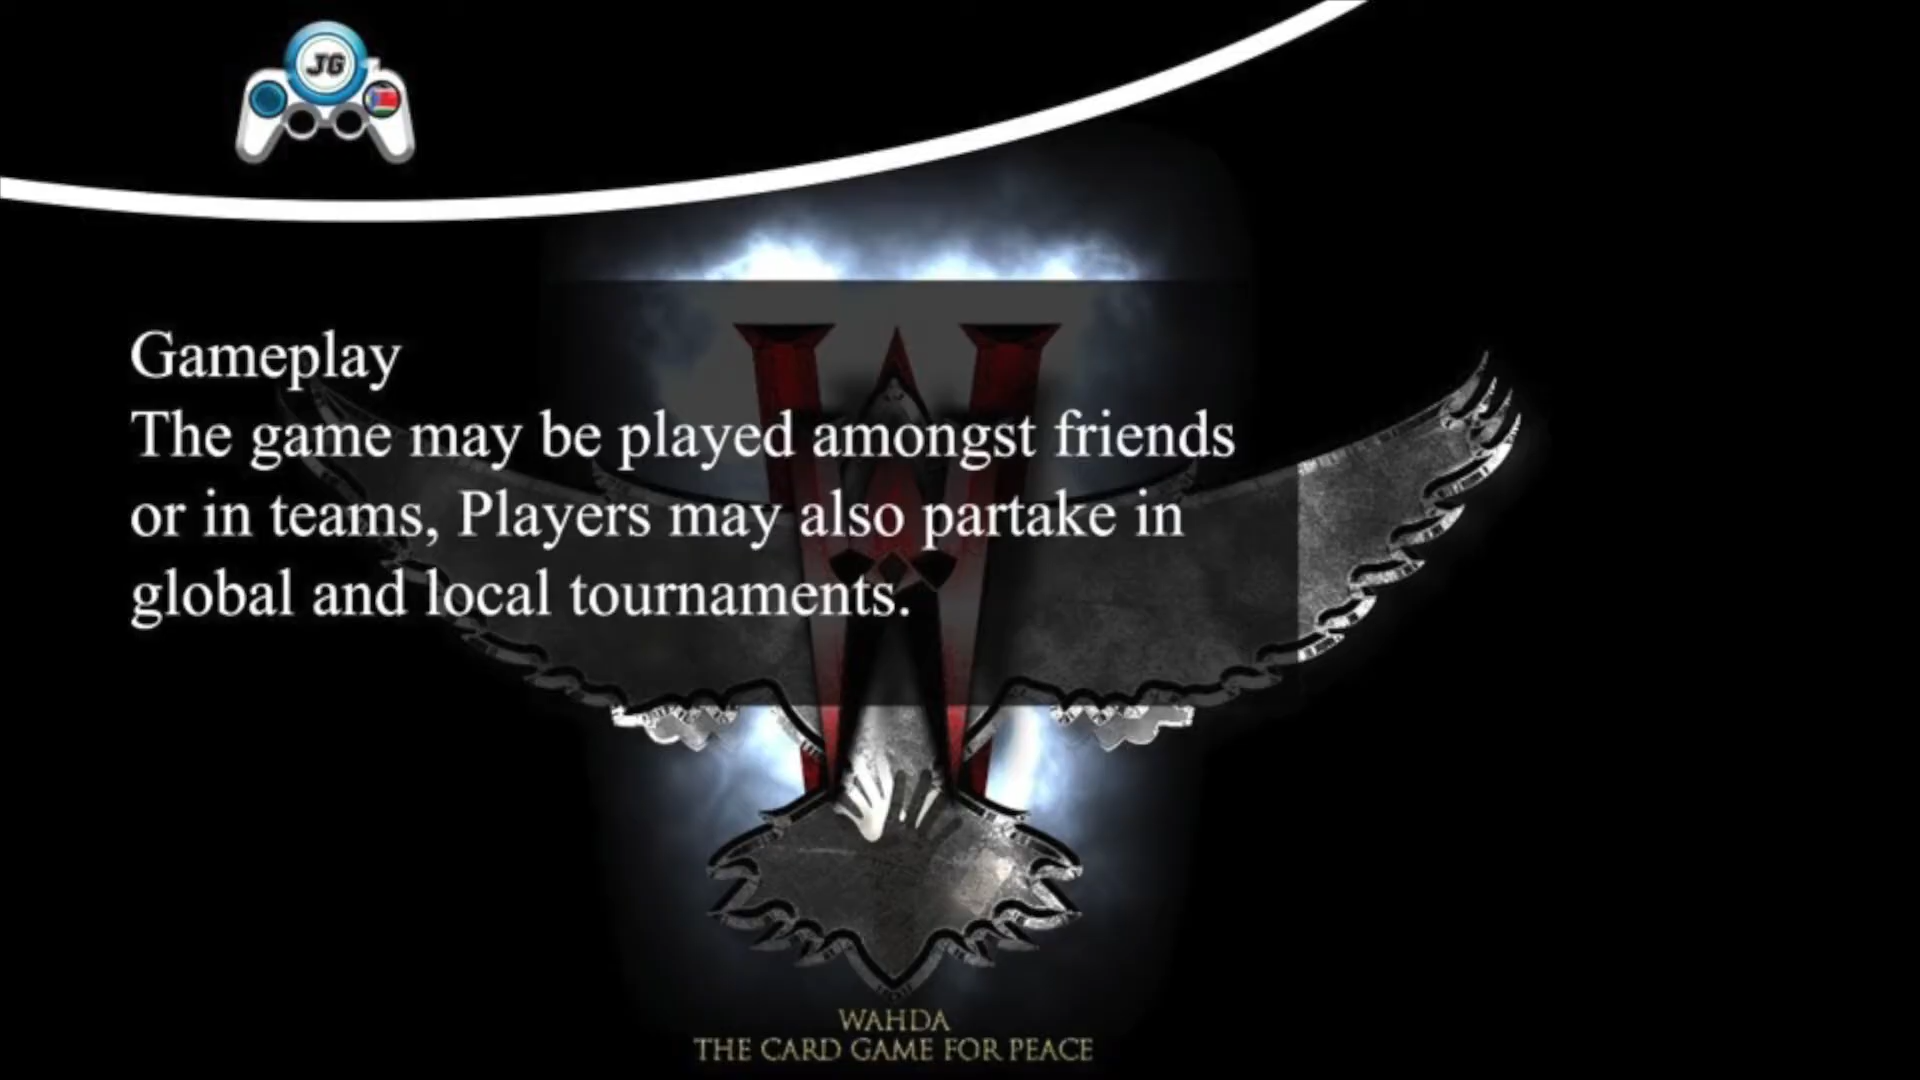 JG
Gameplay
The game may be played amongst friends
or in teams, Players may also partake in
global and local tournaments.
W
WAHDA
THE CARD GAME FOR PEACE